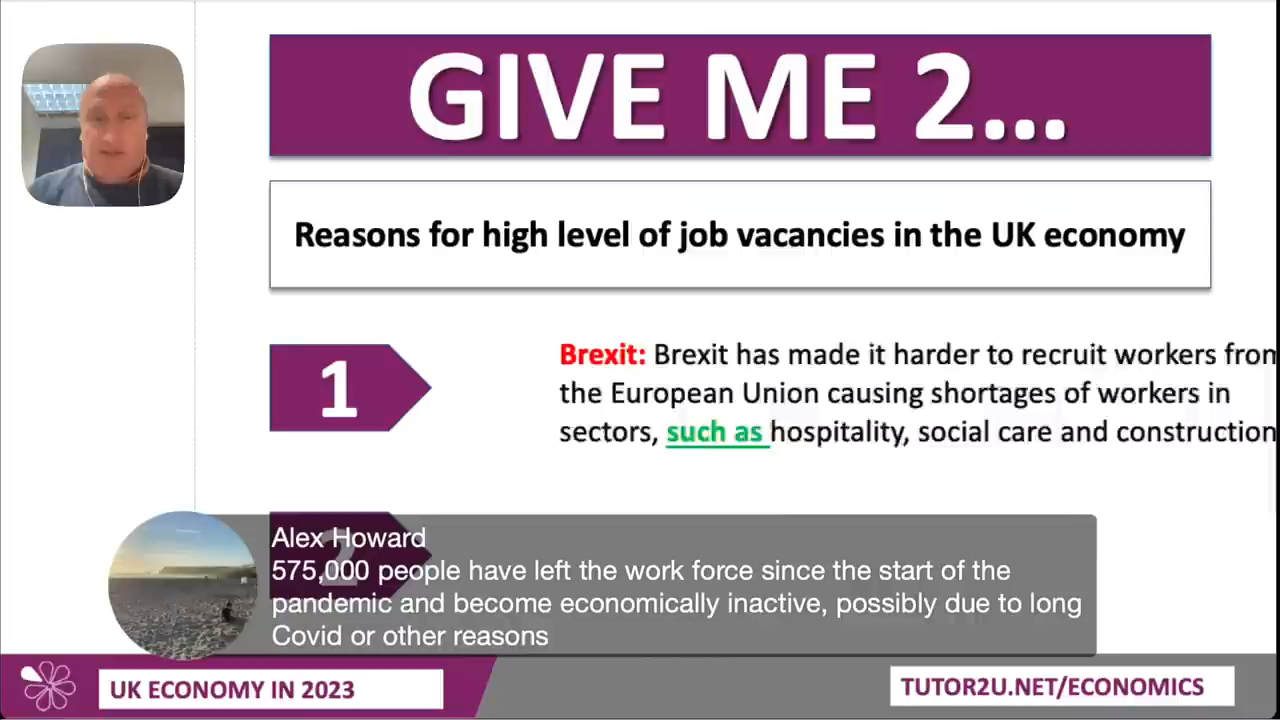 GIVE ME 2...
Reasons for high level of job vacancies in the UK economy
1
Brexit: Brexit has made it harder to recruit workers from
the European Union causing shortages of workers in
sectors, such as hospitality, social care and construction
2
Alex Howard
575,000 people have left the work force since the start of the
pandemic and become economically inactive, possibly due to long
Covid or other reasons
UK ECONOMY IN 2023
TUTOR2U.NET/ECONOMICS